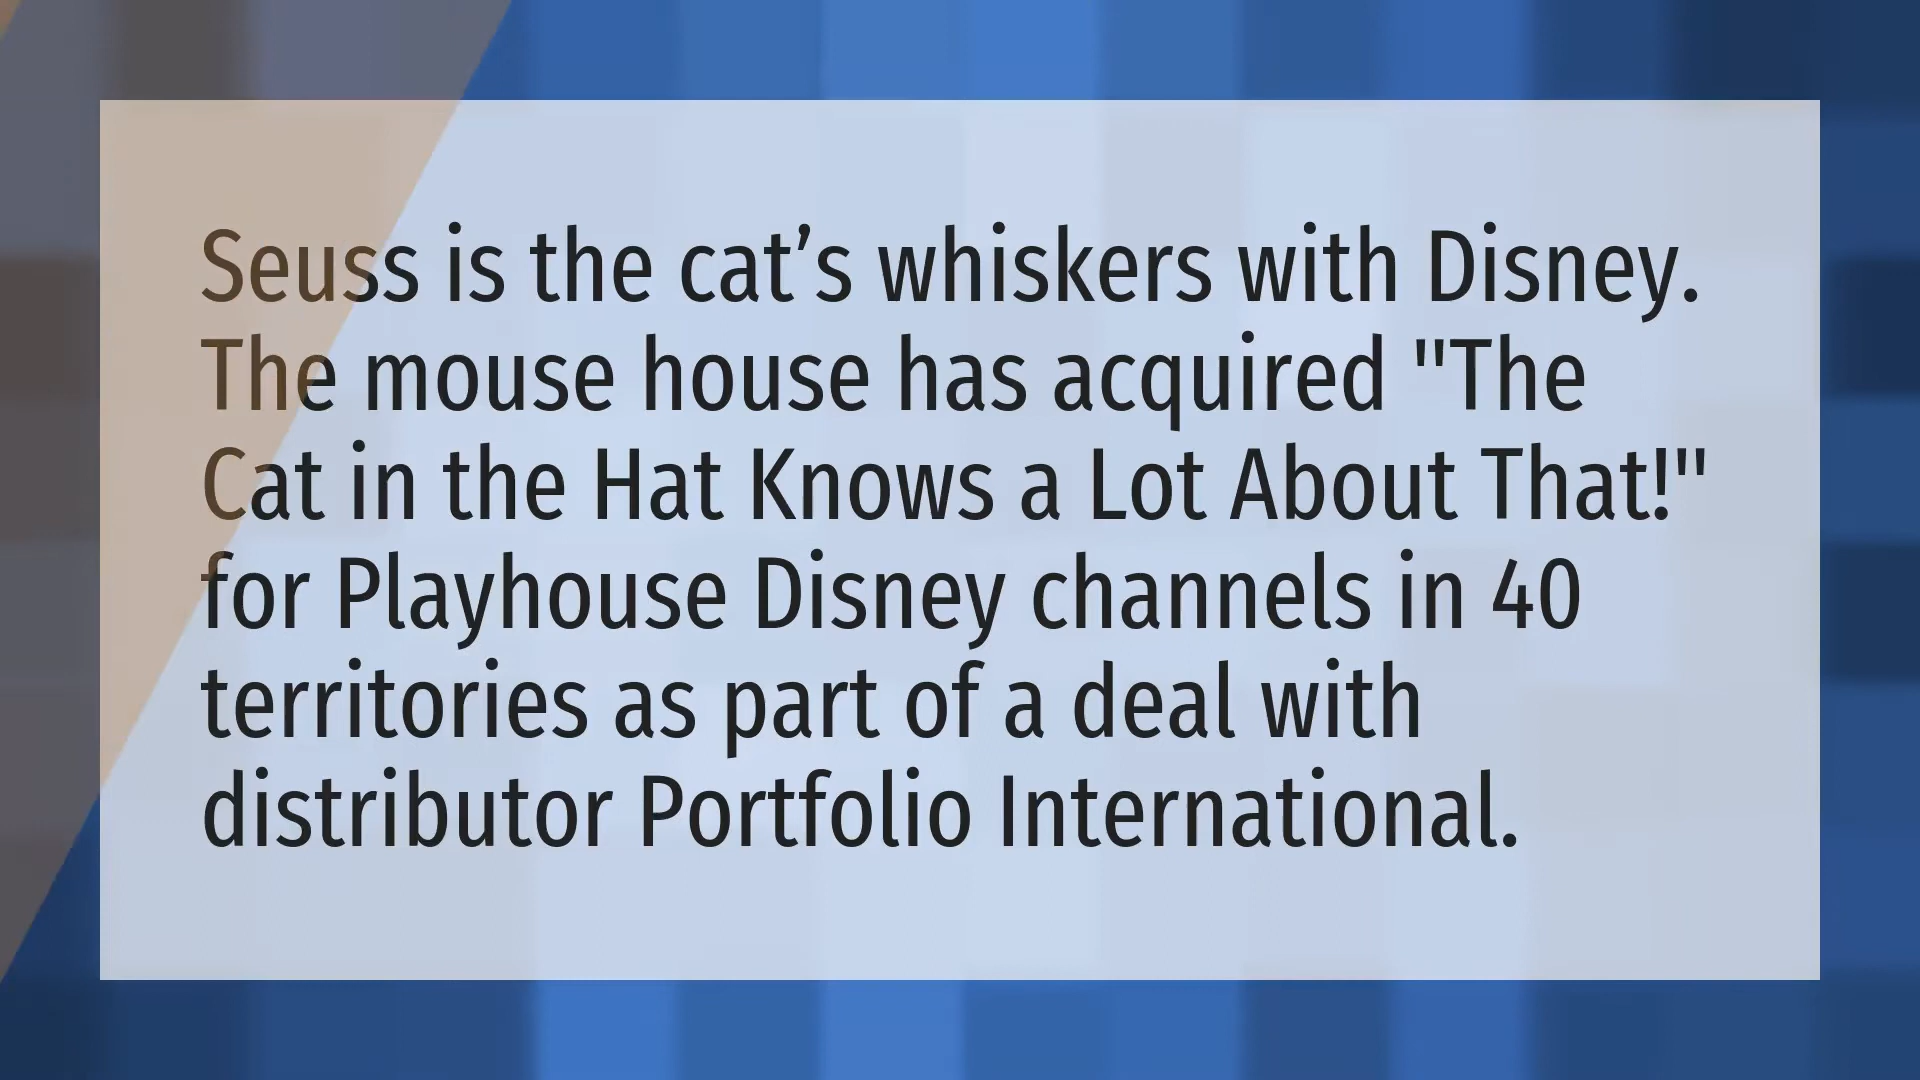 Seuss is the cat’s whiskers with Disney.
The mouse house has acquired "The
Cat in the Hat Knows a Lot About That!"
for Playhouse Disney channels in 40
territories as part of a deal with
distributor Portfolio International.